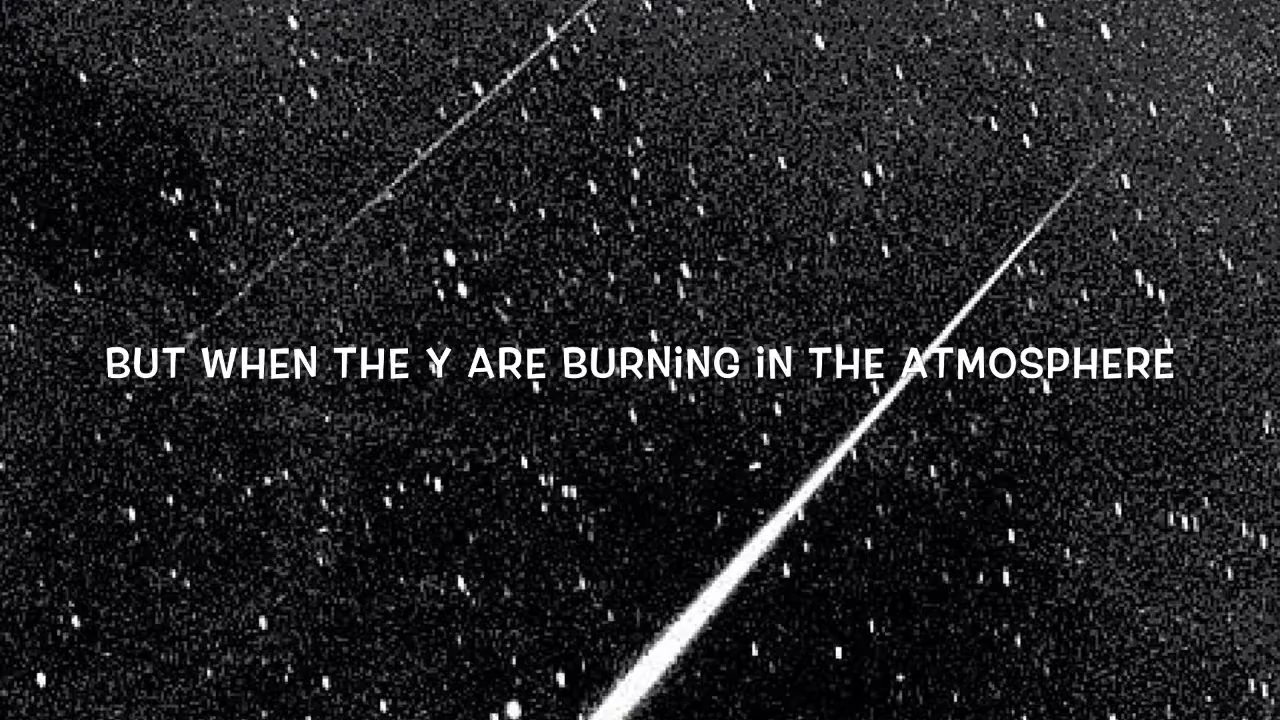 BUT WHEN THE Y ARE BURNiNG iN THE ATMOSPHERE